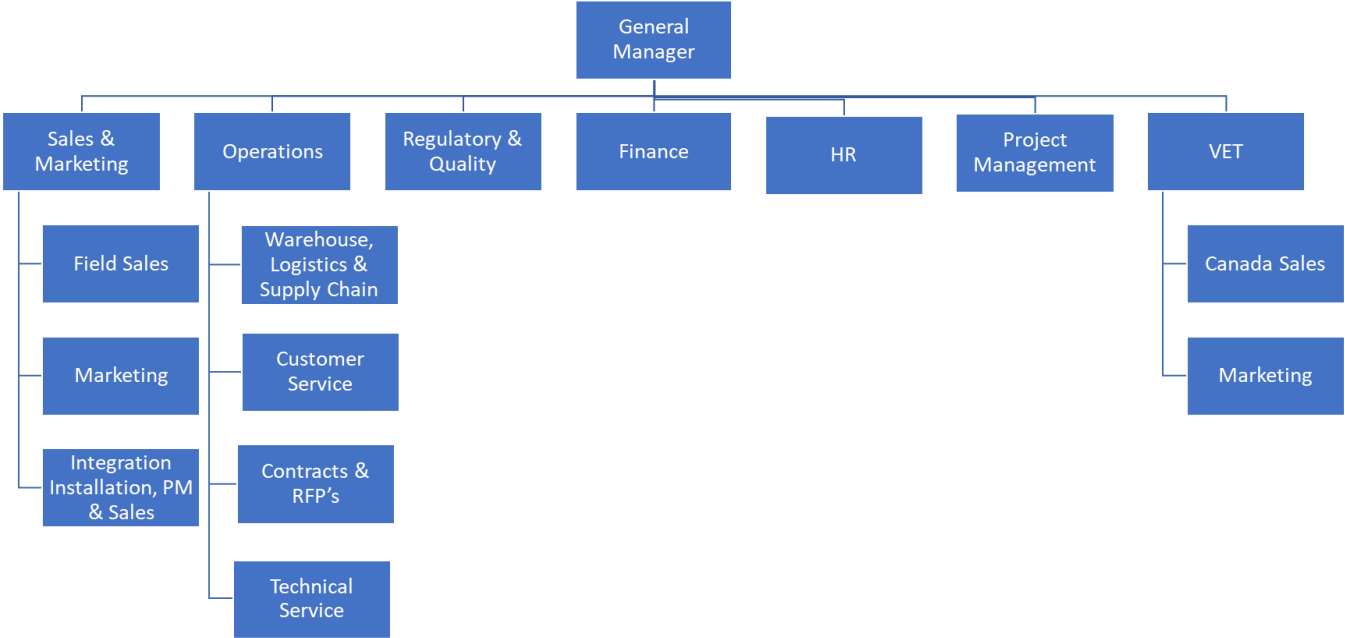 General
Manager
Sales &
Marketing
Operations
Regulatory &
Quality
Finance
HR
Project
Management
VET
Field Sales
Marketing
Integration
Installation, PM
& Sales
Warehouse,
Logistics &
Supply Chain
Customer
Service
Contracts &
RFP’s
Technical
Service
Canada Sales
Marketing